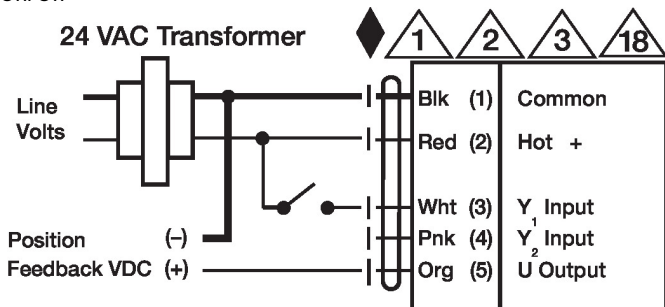 24 VAC Transformer
1 2 3 18
Line
Volts
Blk (1) Common
Red (2) Hot +
Wht (3) Y1 Input
Pnk (4) Y2 Input
Org (5) U Output
Position (–)
Feedback VDC (+)